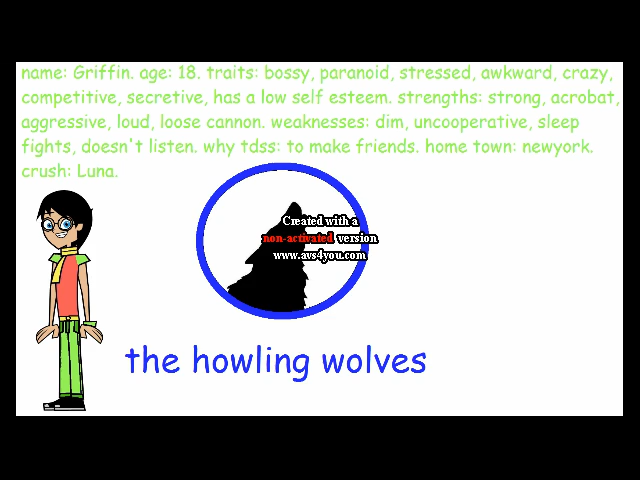 name: Griffin. age: 18. traits: bossy, paranoid, stressed, awkward, crazy,
competitive, secretive, has a low self esteem. strengths: strong, acrobat,
aggressive, loud, loose cannon. weaknesses: dim, uncooperative, sleep
fights, doesn't listen. why tdss: to make friends. home town: newyork.
crush: Luna.
Created with a
non-activated version
www.avs4you.com
the howling wolves